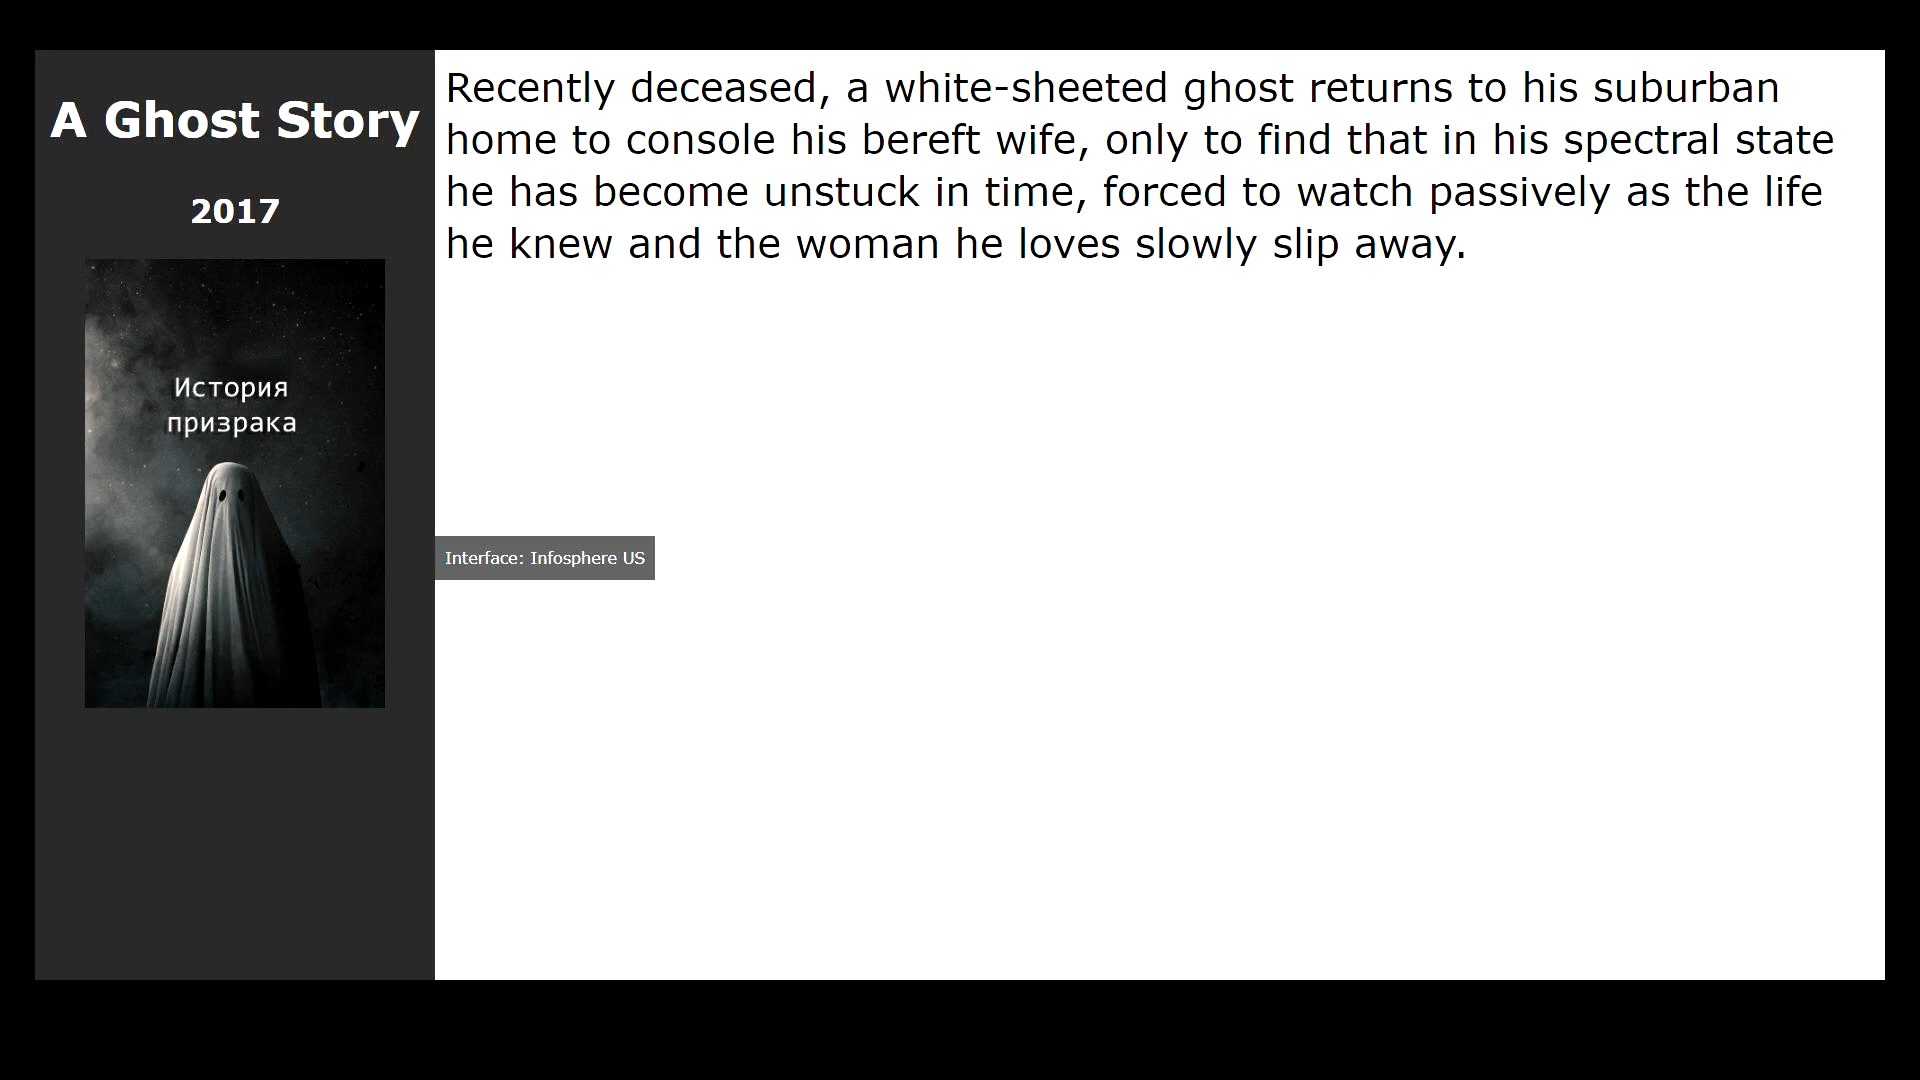 A Ghost Story
2017
История
призрака
Recently deceased, a white-sheeted ghost returns to his suburban
home to console his bereft wife, only to find that in his spectral state
he has become unstuck in time, forced to watch passively as the life
he knew and the woman he loves slowly slip away.
Interface: Infosphere US